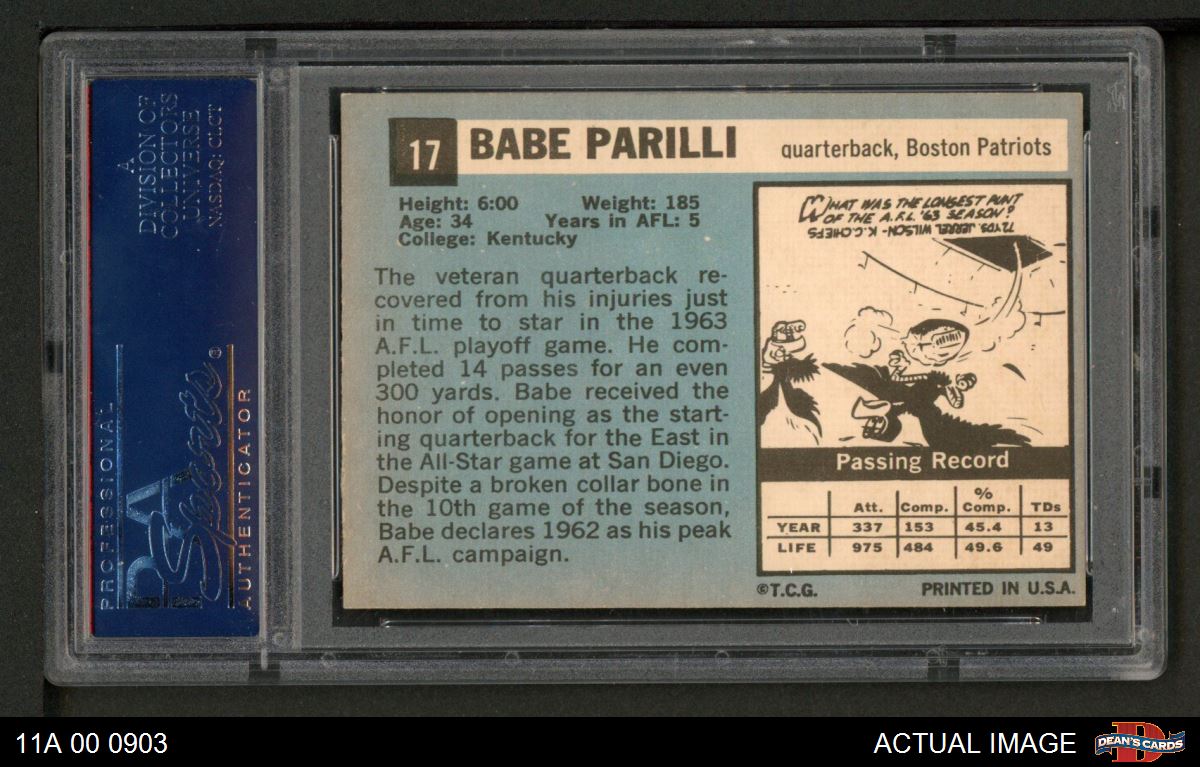 A
DIVISION OF
COLLECTORS
UNIVERSE
NASDAQ: CLCT
PROFESSIONAL
PSA
Sports®
AUTHENTICATOR
17
BABE PARILLI
quarterback, Boston Patriots
Height: 6:00 Weight: 185
Age: 34 Years in AFL: 5
College: Kentucky
The veteran quarterback re-
covered from his injuries just
in time to star in the 1963
A.F.L. playoff game. He com-
pleted 14 passes for an even
300 yards. Babe received the
honor of opening as the start-
ing quarterback for the East in
the All-Star game at San Diego.
Despite a broken collar bone in
the 10th game of the season,
Babe declares 1962 as his peak
A.F.L. campaign.
WHAT WAS THE LONGEST PUNT
OF THE A.F.L. '63 SEASON?
72 YDS. JERREL WILSON - K.C. CHIEFS
Passing Record
Att. Comp. % Comp. TDs
YEAR 337 153 45.4 13
LIFE 975 484 49.6 49
©T.C.G. PRINTED IN U.S.A.
11A 00 0903
ACTUAL IMAGE
D
DEAN'S CARDS